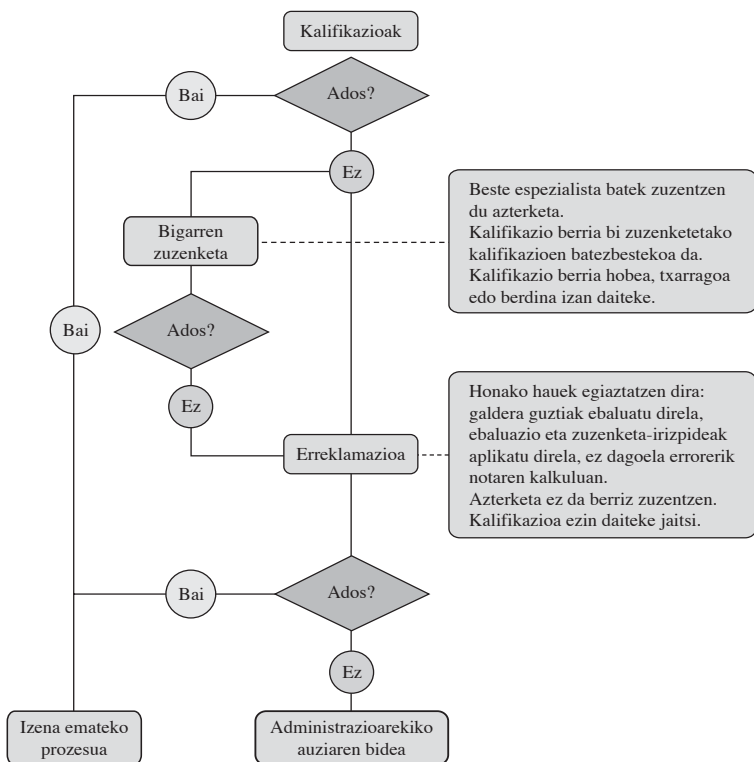 Kalifikazioak
Ados?
Bai
Ez
Bigarren
zuzenketa
Beste espezialista batek zuzentzen
du azterketa.
Kalifikazio berria bi zuzenketetako
kalifikazioen batezbestekoa da.
Kalifikazio berria hobea, txarragoa
edo berdina izan daiteke.
Bai
Ados?
Ez
Erreklamazioa
Honako hauek egiaztatzen dira:
galdera guztiak ebaluatu direla,
ebaluazio eta zuzenketa-irizpideak
aplikatu direla, ez dagoela errorerik
notaren kalkuluan.
Azterketa ez da berriz zuzentzen.
Kalifikazioa ezin daiteke jaitsi.
Bai
Ados?
Ez
Izena emateko
prozesua
Administrazioarekiko
auziaren bidea